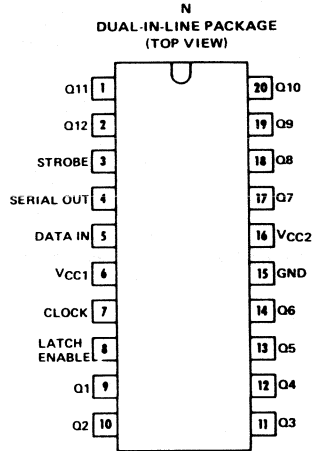 N
DUAL-IN-LINE PACKAGE
(TOP VIEW)
Q11 1
20 Q10
Q12 2
19 Q9
STROBE 3
18 Q8
SERIAL OUT 4
17 Q7
DATA IN 5
16 VCC2
VCC1 6
15 GND
CLOCK 7
14 Q6
LATCH
ENABLE 8
13 Q5
Q1 9
12 Q4
Q2 10
11 Q3